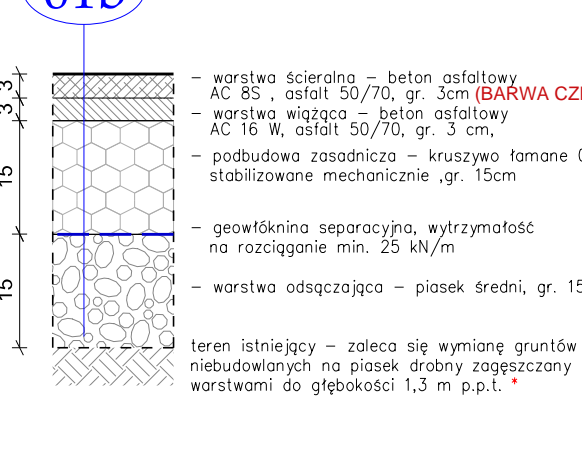 01S
– warstwa ścieralna – beton asfaltowy
AC 8S , asfalt 50/70, gr. 3cm (BARWA
– warstwa wiążąca – beton asfaltowy
AC 16 W, asfalt 50/70, gr. 3 cm,
– podbudowa zasadnicza – kruszywo łamane
stabilizowane mechanicznie ,gr. 15cm
– geowłóknina separacyjna, wytrzymałość
na rozciąganie min. 25 kN/m
– warstwa odsączająca – piasek średni, gr. 15
teren istniejący – zaleca się wymianę gruntów
niebudowlanych na piasek drobny zagęszczany
warstwami do głębokości 1,3 m p.p.t. *
3
3
15
15